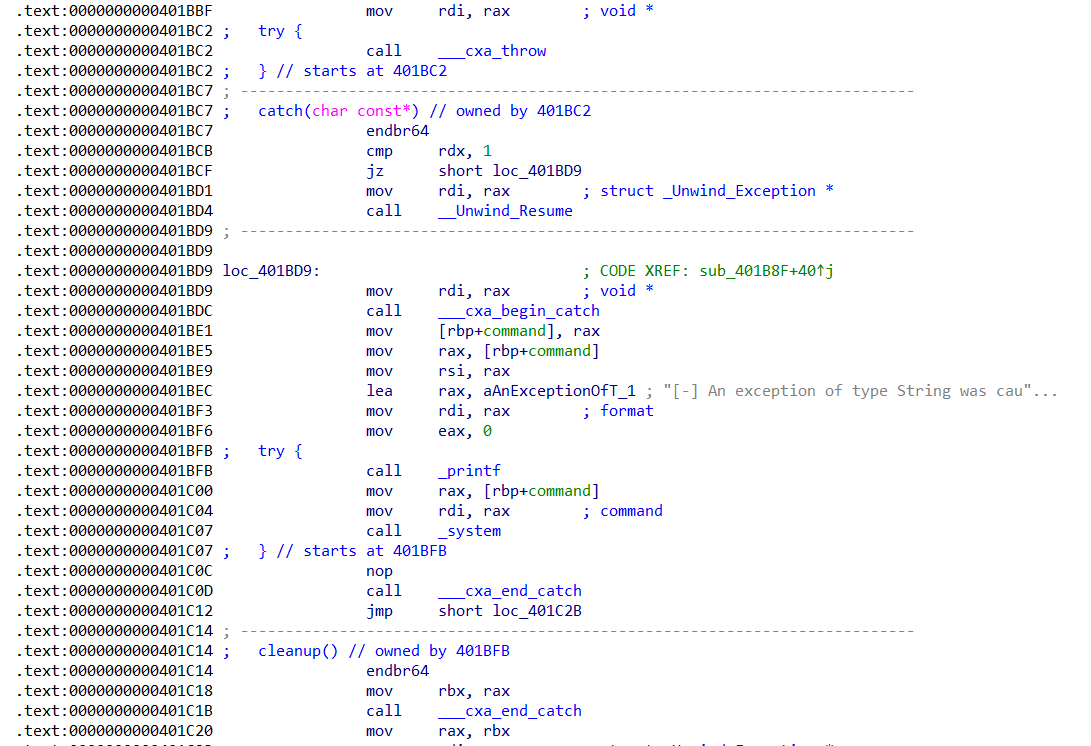 .text:0000000000401BBF mov rdi, rax ; void *
.text:0000000000401BC2 ; try {
.text:0000000000401BC2 call ___cxa_throw
.text:0000000000401BC2 ; } // starts at 401BC2
.text:0000000000401BC7 ; ---------------------------------------------------------------------------
.text:0000000000401BC7 ; catch(char const*) // owned by 401BC2
.text:0000000000401BC7 endbr64
.text:0000000000401BCB cmp rdx, 1
.text:0000000000401BCF jz short loc_401BD9
.text:0000000000401BD1 mov rdi, rax ; struct _Unwind_Exception *
.text:0000000000401BD4 call __Unwind_Resume
.text:0000000000401BD9 ; ---------------------------------------------------------------------------
.text:0000000000401BD9
.text:0000000000401BD9 loc_401BD9: ; CODE XREF: sub_401B8F+40↑j
.text:0000000000401BD9 mov rdi, rax ; void *
.text:0000000000401BDC call ___cxa_begin_catch
.text:0000000000401BE1 mov [rbp+command], rax
.text:0000000000401BE5 mov rax, [rbp+command]
.text:0000000000401BE9 mov rsi, rax
.text:0000000000401BEC lea rax, aAnExceptionOfT_1 ; "[-] An exception of type String was cau"...
.text:0000000000401BF3 mov rdi, rax ; format
.text:0000000000401BF6 mov eax, 0
.text:0000000000401BFB ; try {
.text:0000000000401BFB call _printf
.text:0000000000401C00 mov rax, [rbp+command]
.text:0000000000401C04 mov rdi, rax ; command
.text:0000000000401C07 call _system
.text:0000000000401C07 ; } // starts at 401BFB
.text:0000000000401C0C nop
.text:0000000000401C0D call ___cxa_end_catch
.text:0000000000401C12 jmp short loc_401C2B
.text:0000000000401C14 ; ---------------------------------------------------------------------------
.text:0000000000401C14 ; cleanup() // owned by 401BFB
.text:0000000000401C14 endbr64
.text:0000000000401C18 mov rbx, rax
.text:0000000000401C1B call ___cxa_end_catch
.text:0000000000401C20 mov rax, rbx